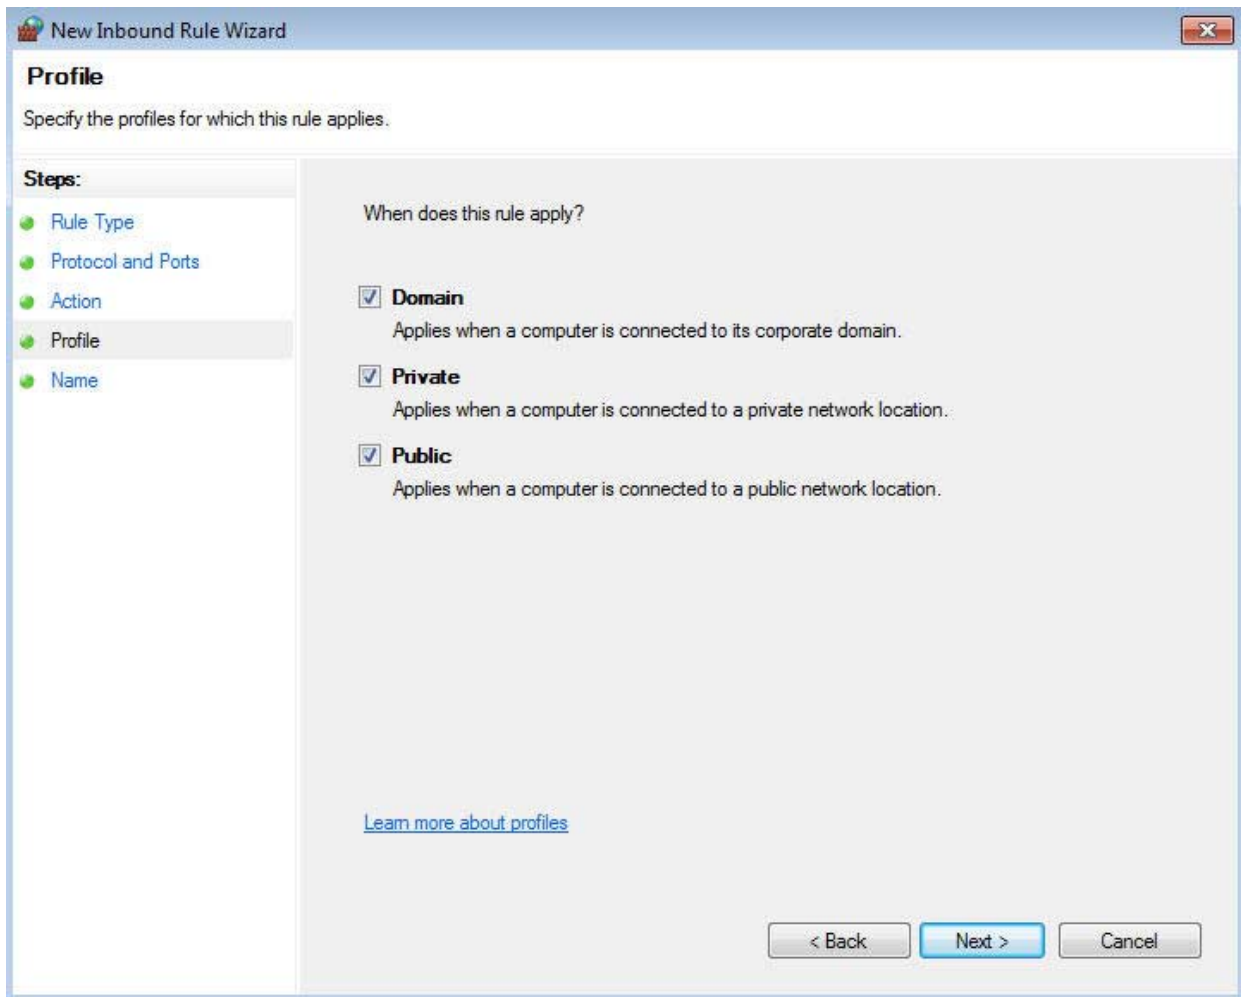 New Inbound Rule Wizard
Profile
Specify the profiles for which this rule applies.
Steps:
Rule Type
Protocol and Ports
Action
Profile
Name
When does this rule apply?
Domain
Applies when a computer is connected to its corporate domain.
Private
Applies when a computer is connected to a private network location.
Public
Applies when a computer is connected to a public network location.
Learn more about profiles
< Back
Next >
Cancel